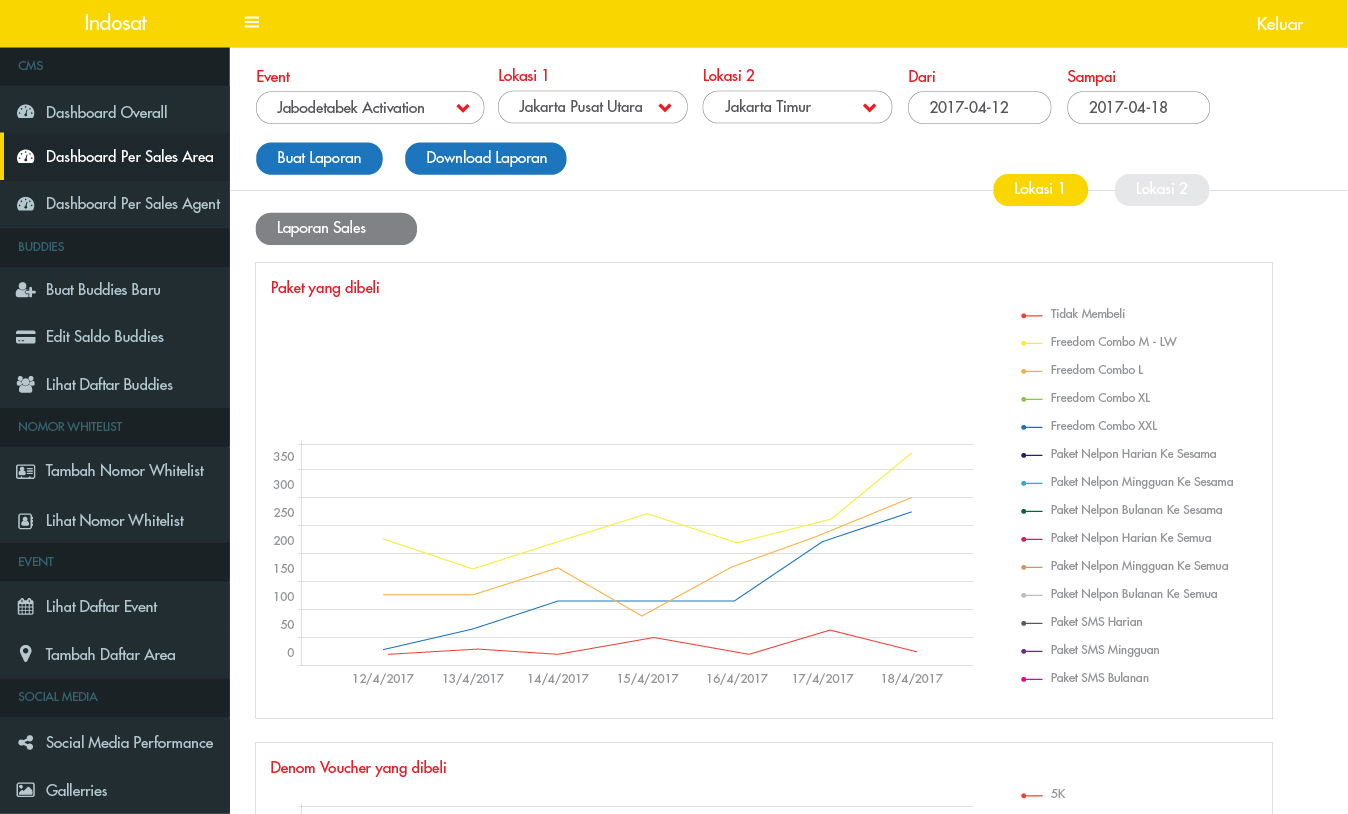 Indosat
Keluar
CMS
Dashboard Overall
Dashboard Per Sales Area
Dashboard Per Sales Agent
BUDDIES
Buat Buddies Baru
Edit Saldo Buddies
Lihat Daftar Buddies
NOMOR WHITELIST
Tambah Nomor Whitelist
Lihat Nomor Whitelist
EVENT
Lihat Daftar Event
Tambah Daftar Area
SOCIAL MEDIA
Social Media Performance
Gallerries
Event Lokasi 1 Lokasi 2 Dari Sampai
Jabodetabek Activation Jakarta Pusat Utara Jakarta Timur 2017-04-12 2017-04-18
Buat Laporan Download Laporan
Lokasi 1 Lokasi 2
Laporan Sales
Paket yang dibeli
350
300
250
200
150
100
50
0
12/4/2017 13/4/2017 14/4/2017 15/4/2017 16/4/2017 17/4/2017 18/4/2017
Tidak Membeli
Freedom Combo M - LW
Freedom Combo L
Freedom Combo XL
Freedom Combo XXL
Paket Nelpon Harian Ke Sesama
Paket Nelpon Mingguan Ke Sesama
Paket Nelpon Bulanan Ke Sesama
Paket Nelpon Harian Ke Semua
Paket Nelpon Mingguan Ke Semua
Paket Nelpon Bulanan Ke Semua
Paket SMS Harian
Paket SMS Mingguan
Paket SMS Bulanan
Denom Voucher yang dibeli
5K